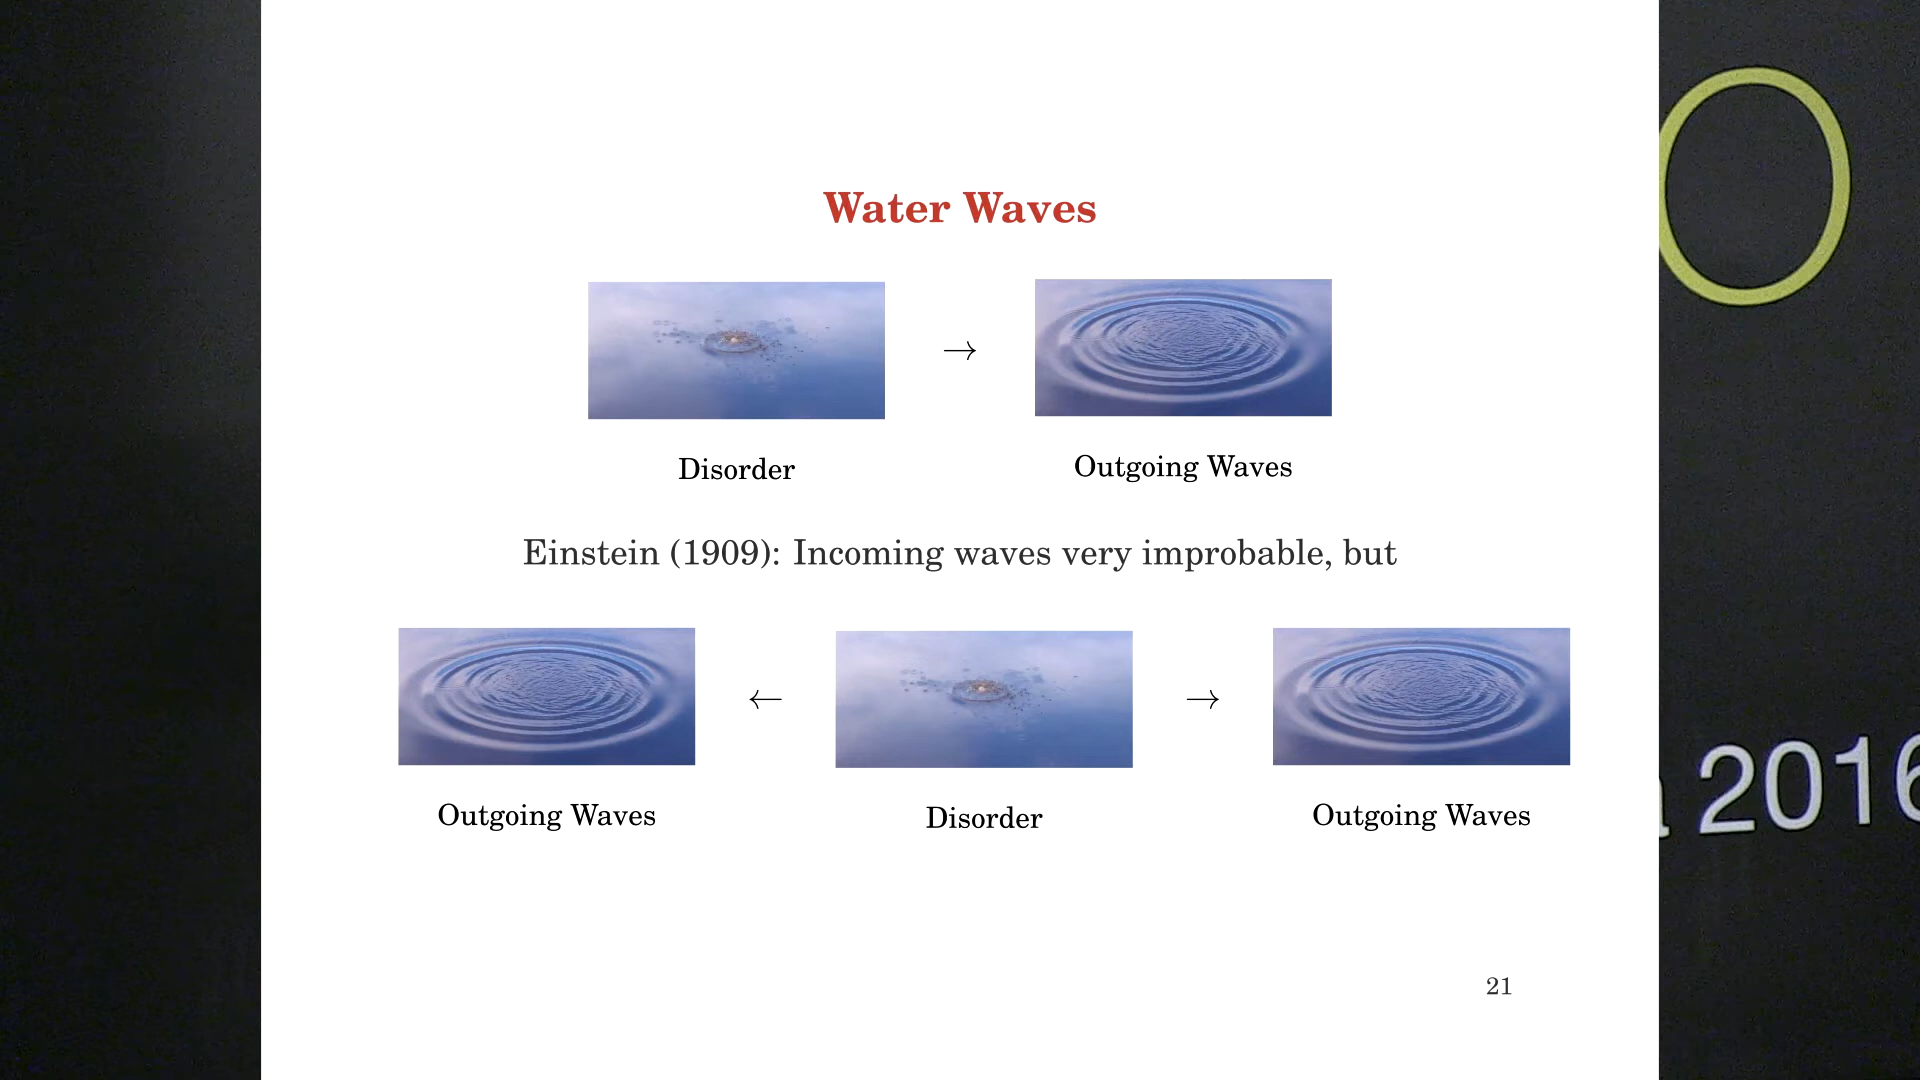 Water Waves
→
Disorder
Outgoing Waves
Einstein (1909): Incoming waves very improbable, but
← →
Outgoing Waves
Disorder
Outgoing Waves
21
2016